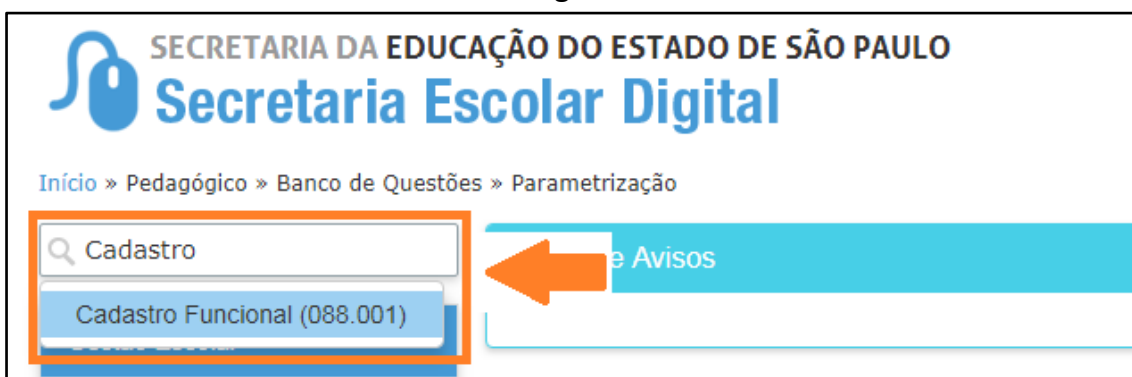 SECRETARIA DA EDUCAÇÃO DO ESTADO DE SÃO PAULO
Secretaria Escolar Digital
Início » Pedagógico » Banco de Questões » Parametrização
Cadastro
e Avisos
Cadastro Funcional (088.001)